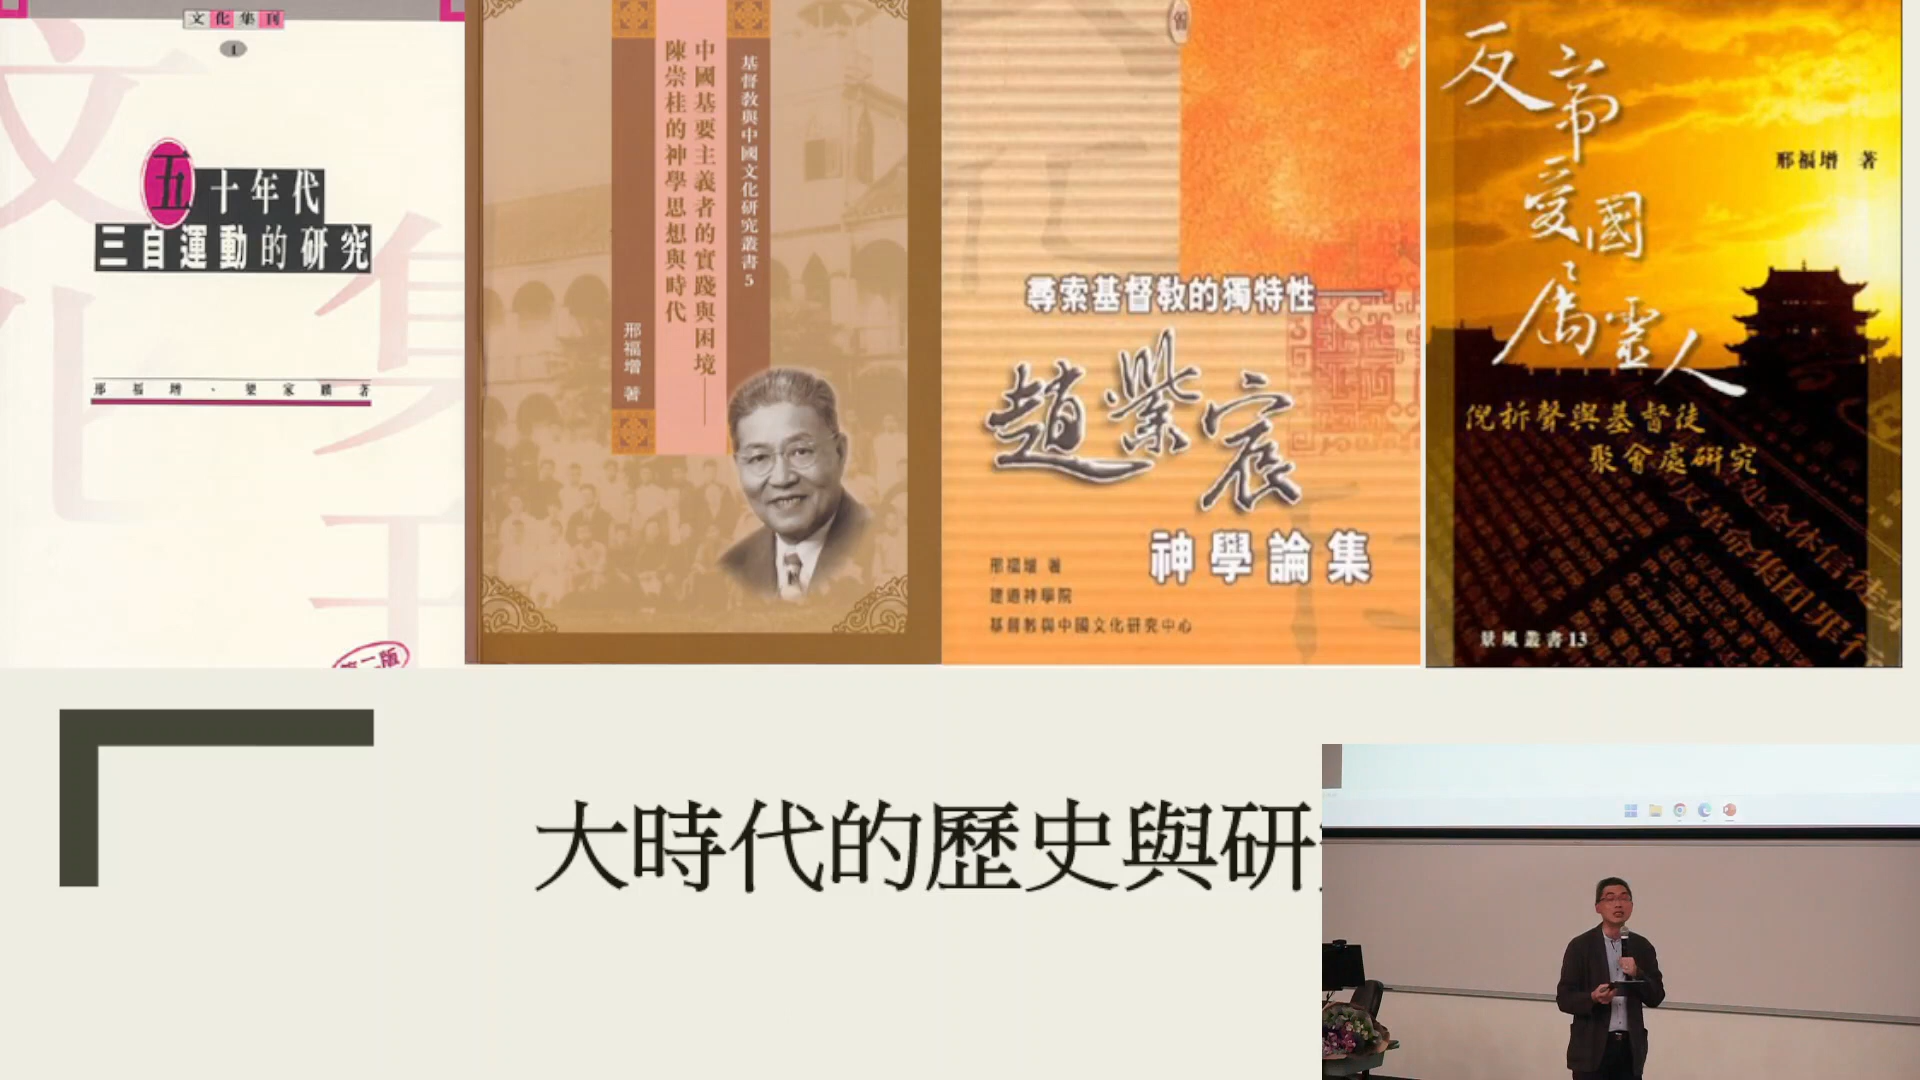 文化集刊
1
五十年代
三自運動的研究
邢福增、梁家麟 著
第二版
基督教與中國文化研究叢書5
中國基要主義者的實踐與困境——
陳崇桂的神學思想與時代
邢福增 著
尋索基督教的獨特性——
趙紫宸
神學論集
邢福增 著
建道神學院
基督教與中國文化研究中心
反帝
愛國
屬靈人
邢福增 著
倪柝聲與基督徒
聚會處研究
景風叢書13
大時代的歷史與研